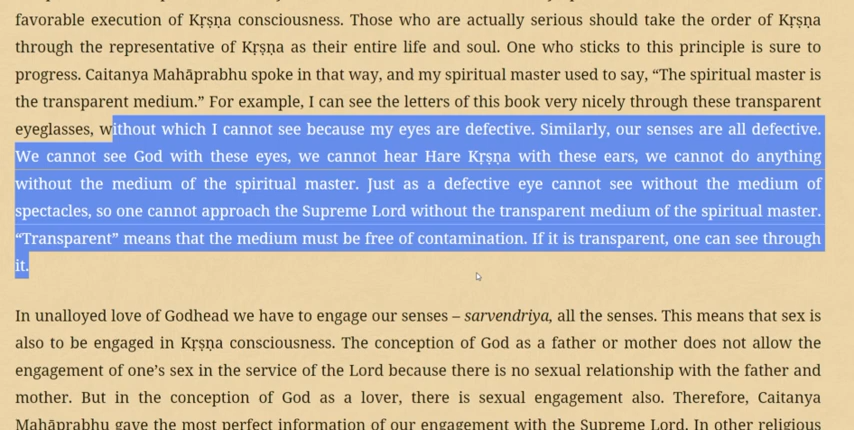 favorable execution of Kṛṣṇa consciousness. Those who are actually serious should take the order of Kṛṣṇa
through the representative of Kṛṣṇa as their entire life and soul. One who sticks to this principle is sure to
progress. Caitanya Mahāprabhu spoke in that way, and my spiritual master used to say, “The spiritual master is
the transparent medium.” For example, I can see the letters of this book very nicely through these transparent
eyeglasses, without which I cannot see because my eyes are defective. Similarly, our senses are all defective.
We cannot see God with these eyes, we cannot hear Hare Kṛṣṇa with these ears, we cannot do anything
without the medium of the spiritual master. Just as a defective eye cannot see without the medium of
spectacles, so one cannot approach the Supreme Lord without the transparent medium of the spiritual master.
“Transparent” means that the medium must be free of contamination. If it is transparent, one can see through
it.
In unalloyed love of Godhead we have to engage our senses – sarvendriya, all the senses. This means that sex is
also to be engaged in Kṛṣṇa consciousness. The conception of God as a father or mother does not allow the
engagement of one’s sex in the service of the Lord because there is no sexual relationship with the father and
mother. But in the conception of God as a lover, there is sexual engagement also. Therefore, Caitanya
Mahāprabhu gave the most perfect information of our engagement with the Supreme Lord. In other religious